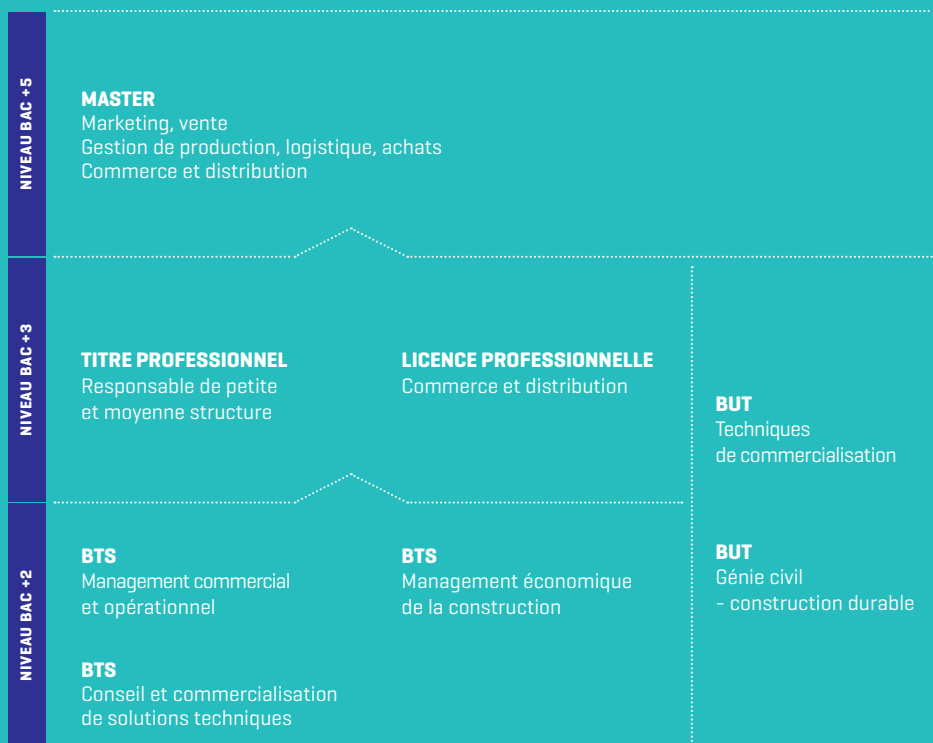 NIVEAU BAC +5
MASTER
Marketing, vente
Gestion de production, logistique, achats
Commerce et distribution
NIVEAU BAC +3
TITRE PROFESSIONNEL
Responsable de petite
et moyenne structure
LICENCE PROFESSIONNELLE
Commerce et distribution
BUT
Techniques
de commercialisation
NIVEAU BAC +2
BTS
Management commercial
et opérationnel
BTS
Management économique
de la construction
BTS
Conseil et commercialisation
de solutions techniques
BUT
Génie civil
- construction durable